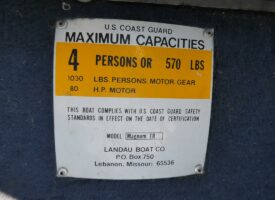 U.S. COAST GUARD
MAXIMUM CAPACITIES
4 PERSONS OR 570 LBS
1030 LBS. PERSONS, MOTOR, GEAR
80 H.P. MOTOR
THIS BOAT COMPLIES WITH U.S. COAST GUARD SAFETY
STANDARDS IN EFFECT ON THE DATE OF CERTIFICATION
MODEL Magnum
LANDAU BOAT CO.
P.O. Box 750
Lebanon, Missouri 65536